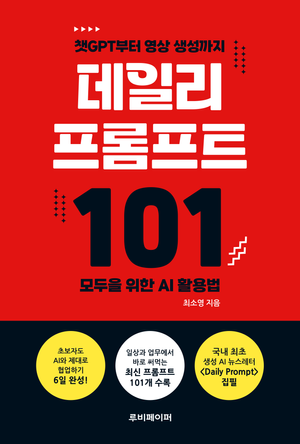 챗GPT부터 영상 생성까지
데일리
프롬프트
101
모두을 위한 AI 활용법
최소영 지음
초보자도
AI와 제대로
협업하기
6일 완성!
일상과 업무에서
바로 써먹는
최신 프롬프트
101개 수록
국내 최초
생성 AI 뉴스레터
<Daily Prompt>
집필
루비페이퍼